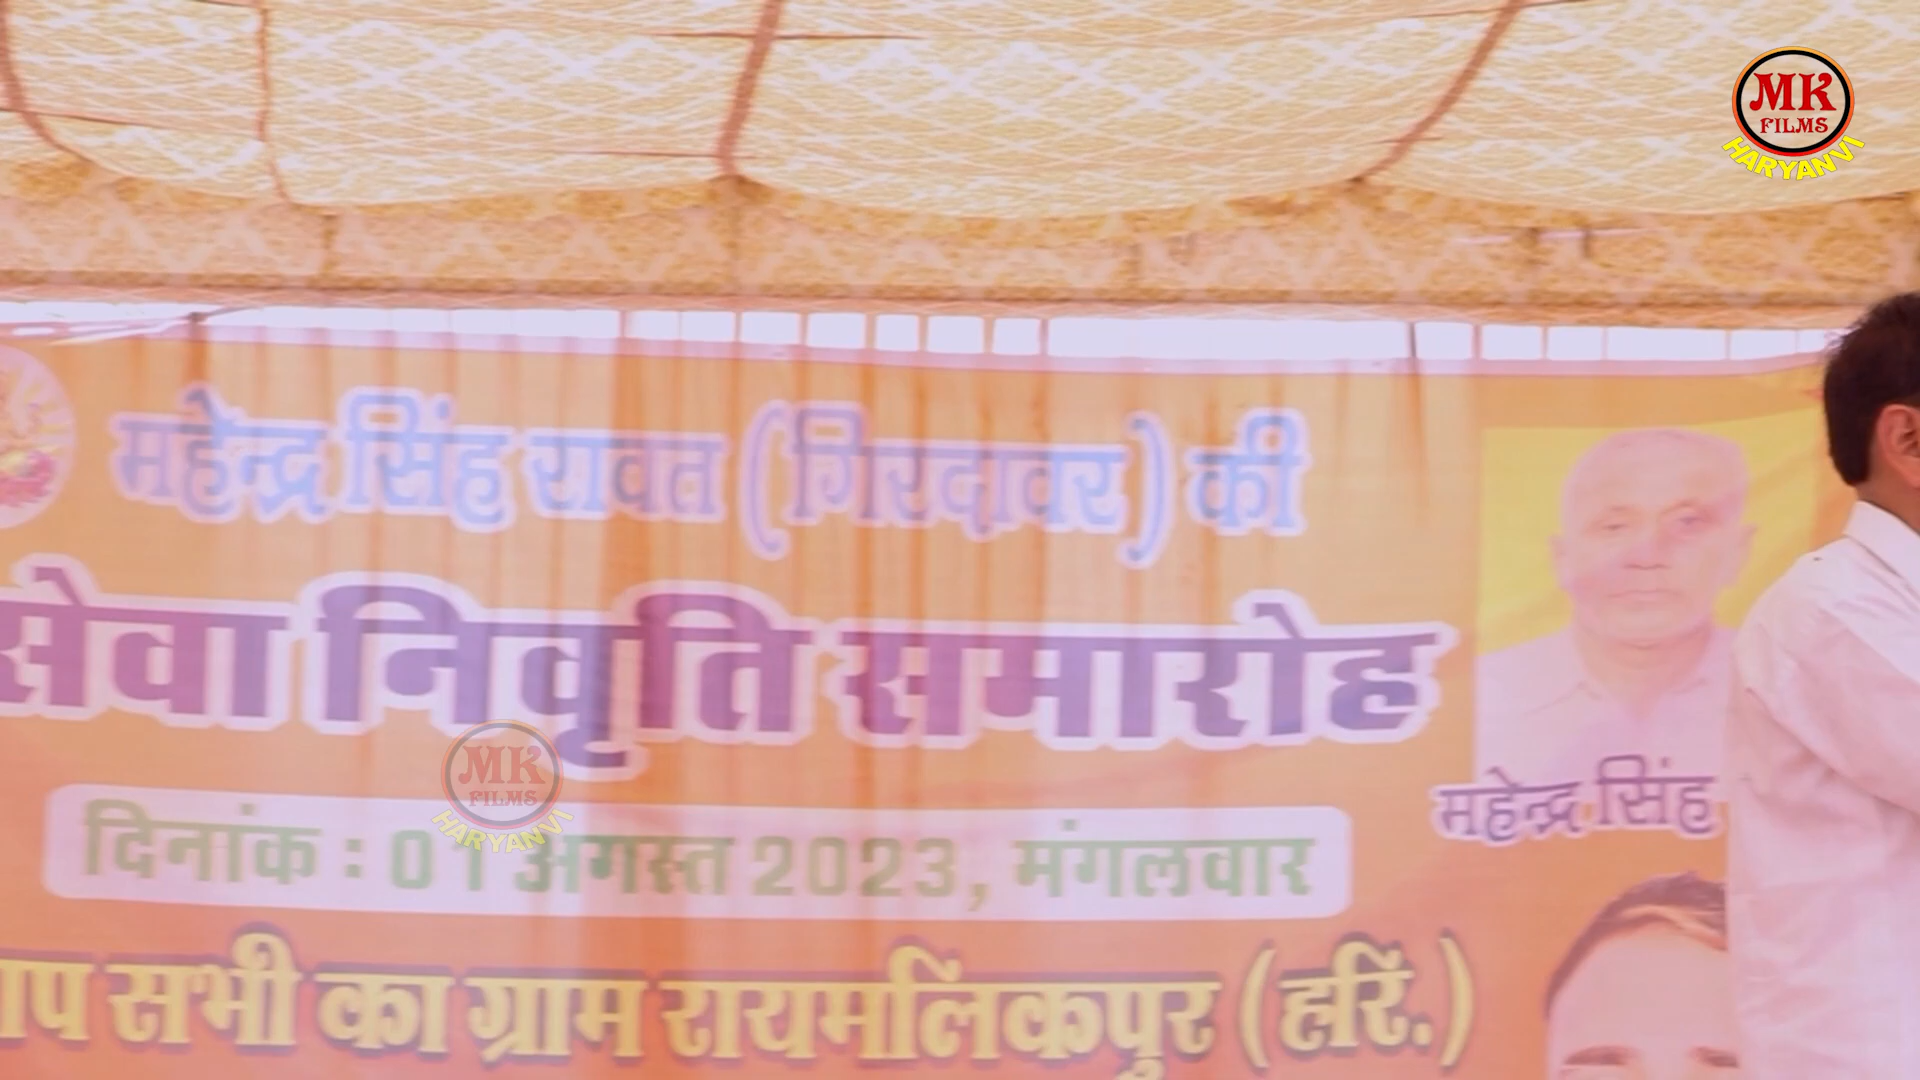 MK
FILMS
HARYANVI
महेन्द्र सिंह रावत (गिरदावर) की
सेवा निवृति समारोह
महेन्द्र सिंह
MK
FILMS
HARYANVI
दिनांक : 01 अगस्त 2023, मंगलवार
सभी का ग्राम रायमलिकपुर (हरि.)